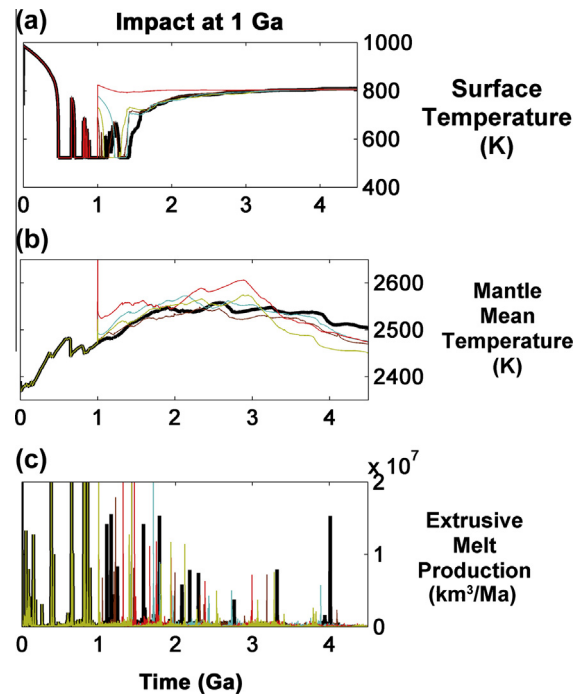 (a)
Impact at 1 Ga
1000
800
600
400
0 1 2 3 4
Surface
Temperature
(K)
(b)
2600
2500
2400
0 1 2 3 4
Mantle
Mean
Temperature
(K)
(c)
x 10⁷
2
1
0
0 1 2 3 4
Extrusive
Melt
Production
(km³/Ma)
Time (Ga)